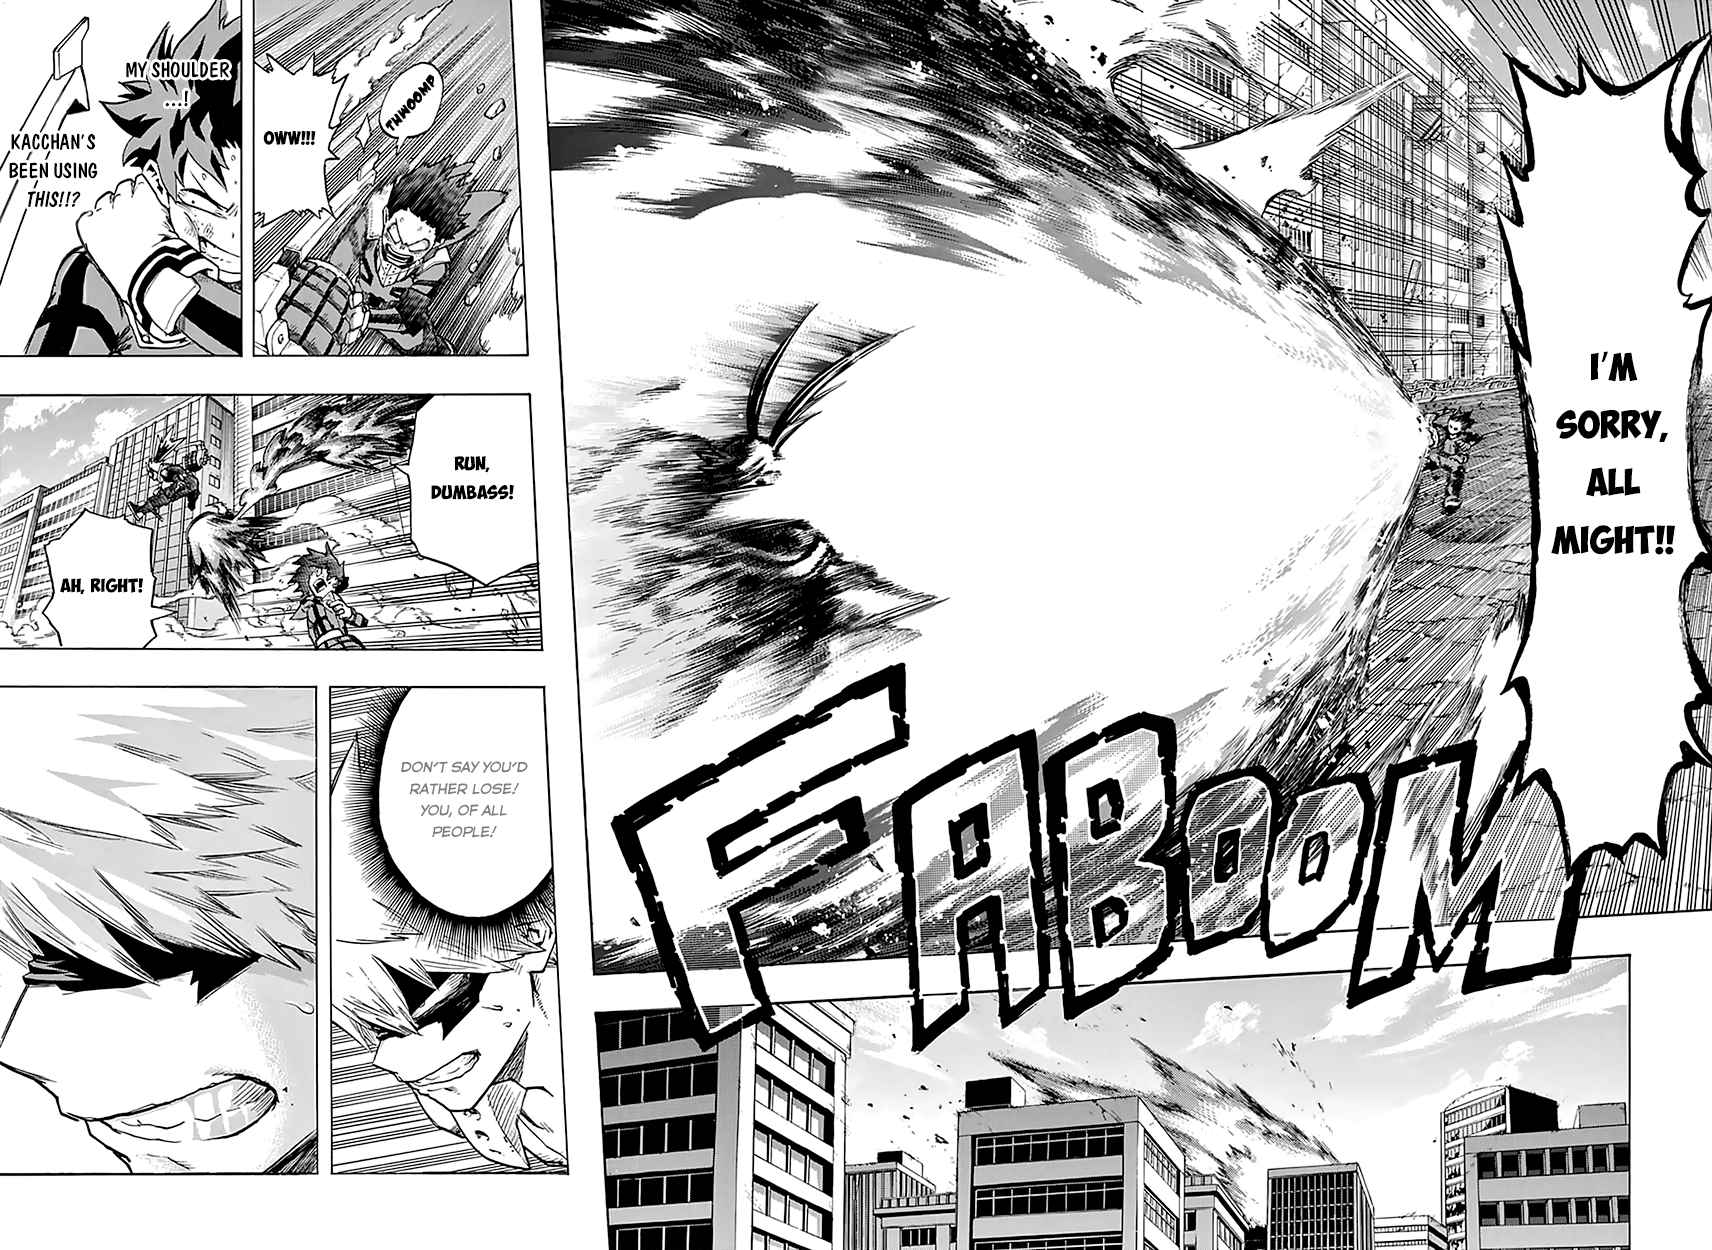 I'M
SORRY,
ALL
MIGHT!!
FABOOM
THWOOMP
OWW!!!
MY SHOULDER
...!
KACCHAN'S
BEEN USING
THIS!!?
RUN,
DUMBASS!
AH, RIGHT!
DON'T SAY YOU'D
RATHER LOSE!
YOU, OF ALL
PEOPLE!